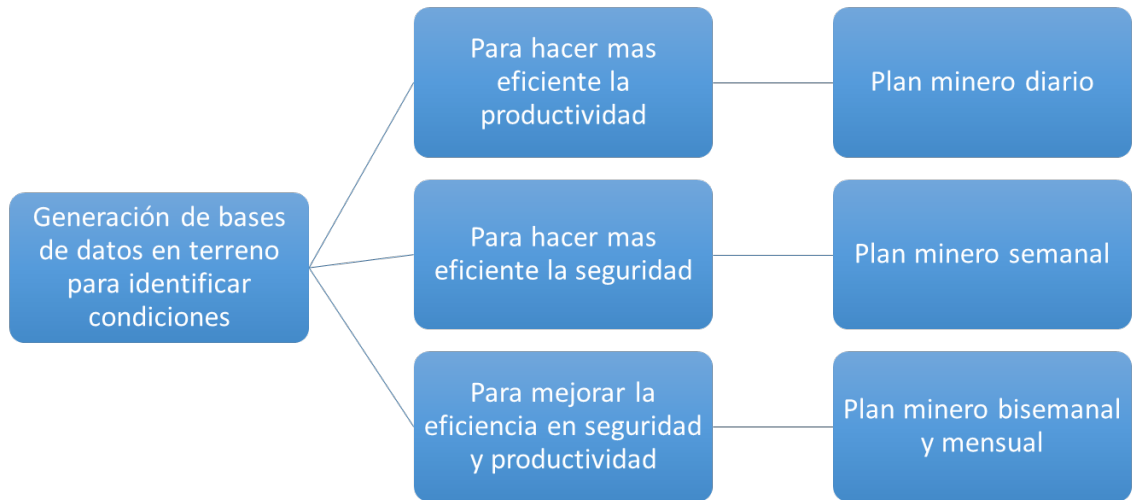 Para hacer mas
eficiente la
productividad
Plan minero diario
Generación de bases
de datos en terreno
para identificar
condiciones
Para hacer mas
eficiente la seguridad
Plan minero semanal
Para mejorar la
eficiencia en seguridad
y productividad
Plan minero bisemanal
y mensual